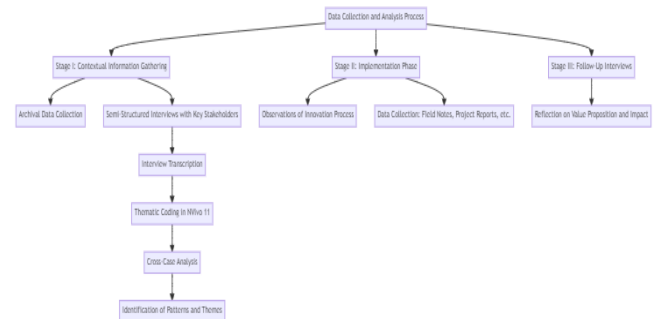 Data Collection and Analysis Process
Stage I: Contextual Information Gathering
Stage II: Implementation Phase
Stage III: Follow-Up Interviews
Archival Data Collection
Semi-Structured Interviews with Key Stakeholders
Observations of Innovation Process
Data Collection: Field Notes, Project Reports, etc.
Reflection on Value Proposition and Impact
Interview Transcription
Thematic Coding in NVivo 11
Cross-Case Analysis
Identification of Patterns and Themes